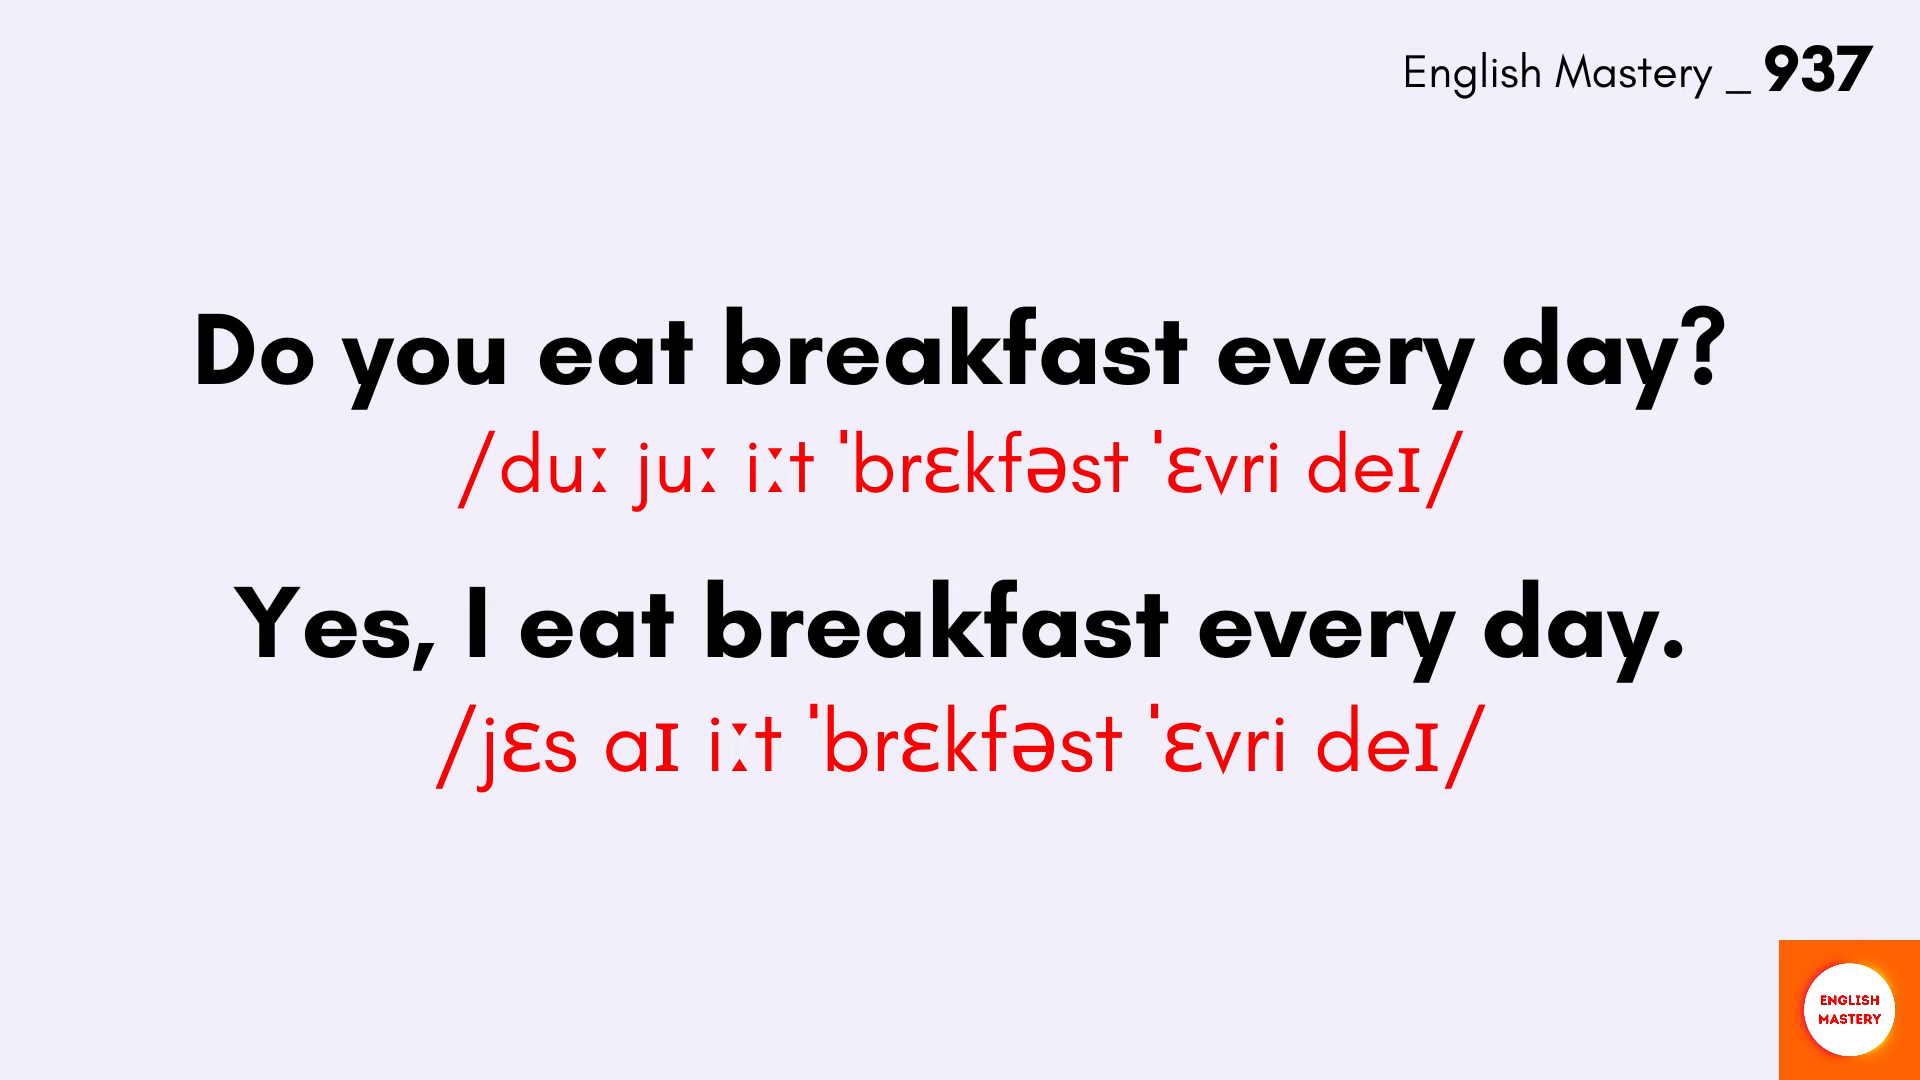 English Mastery _ 937
Do you eat breakfast every day?
/duː juː iːt ˈbrɛkfəst ˈɛvri deɪ/
Yes, I eat breakfast every day.
/jɛs aɪ iːt ˈbrɛkfəst ˈɛvri deɪ/
ENGLISH
MASTERY